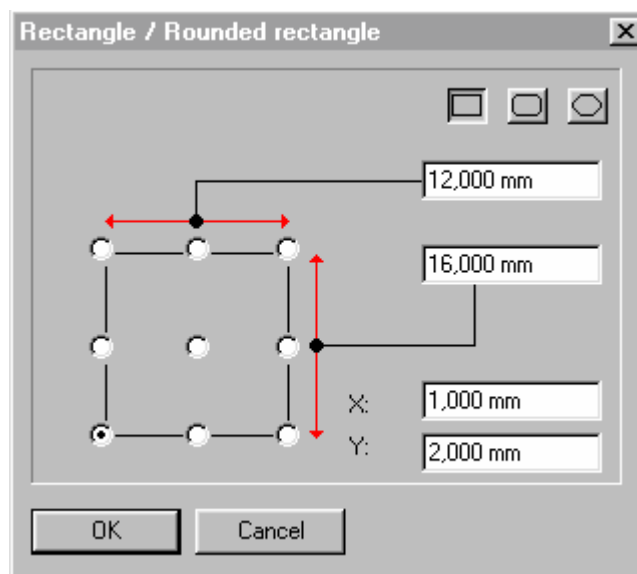 Rectangle / Rounded rectangle
12,000 mm
16,000 mm
X: 1,000 mm
Y: 2,000 mm
OK Cancel